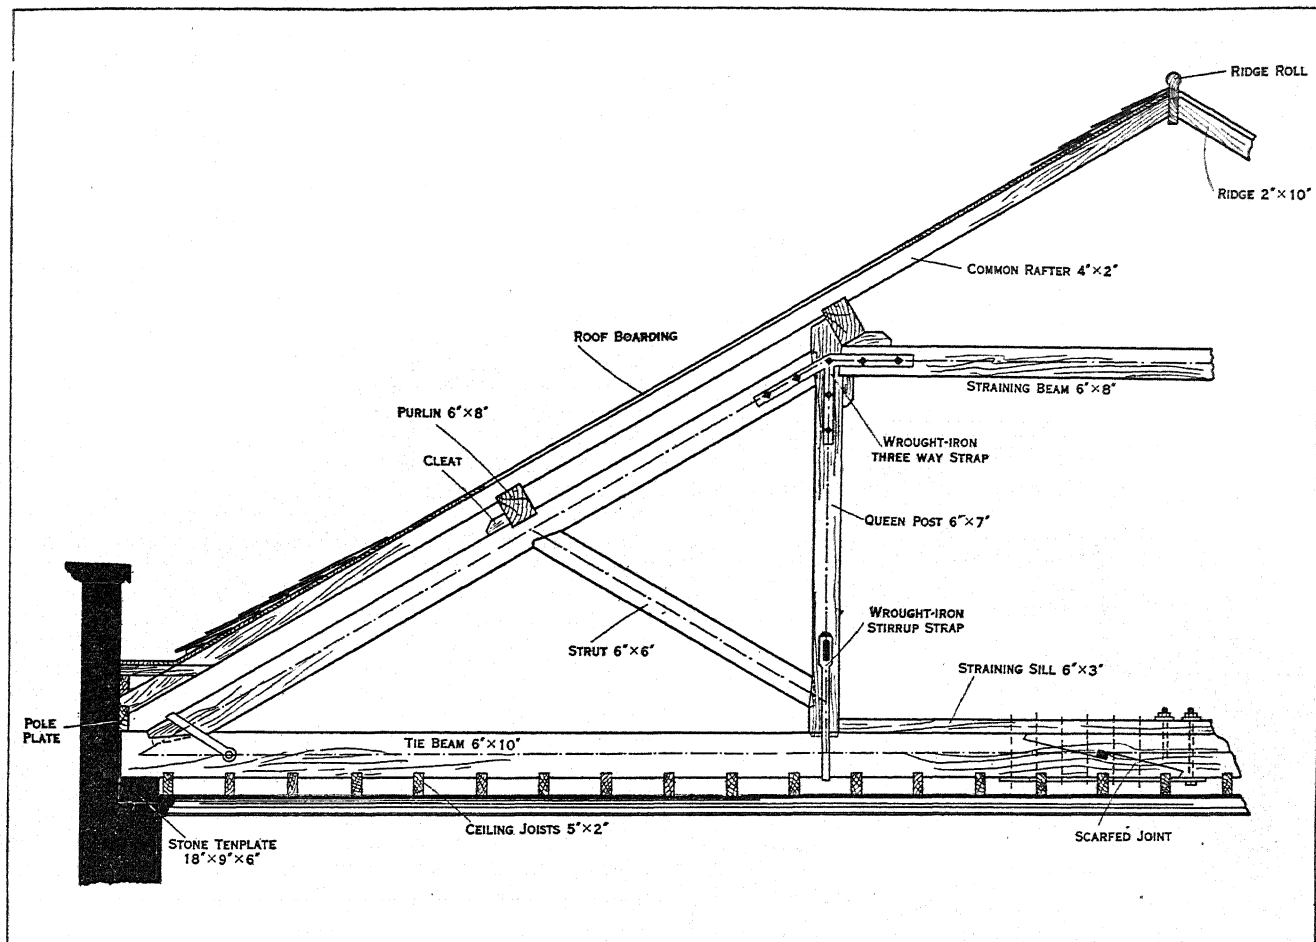 RIDGE ROLL
RIDGE 2"×10"
COMMON RAFTER 4"×2"
ROOF BOARDING
STRAINING BEAM 6"×8"
PURLIN 6"×8"
CLEAT
WROUGHT-IRON
THREE WAY STRAP
QUEEN POST 6"×7"
WROUGHT-IRON
STIRRUP STRAP
STRUT 6"×6"
STRAINING SILL 6"×3"
POLE
PLATE
TIE BEAM 6"×10"
STONE TENPLATE
18"×9"×6"
CEILING JOISTS 5"×2"
SCARFED JOINT